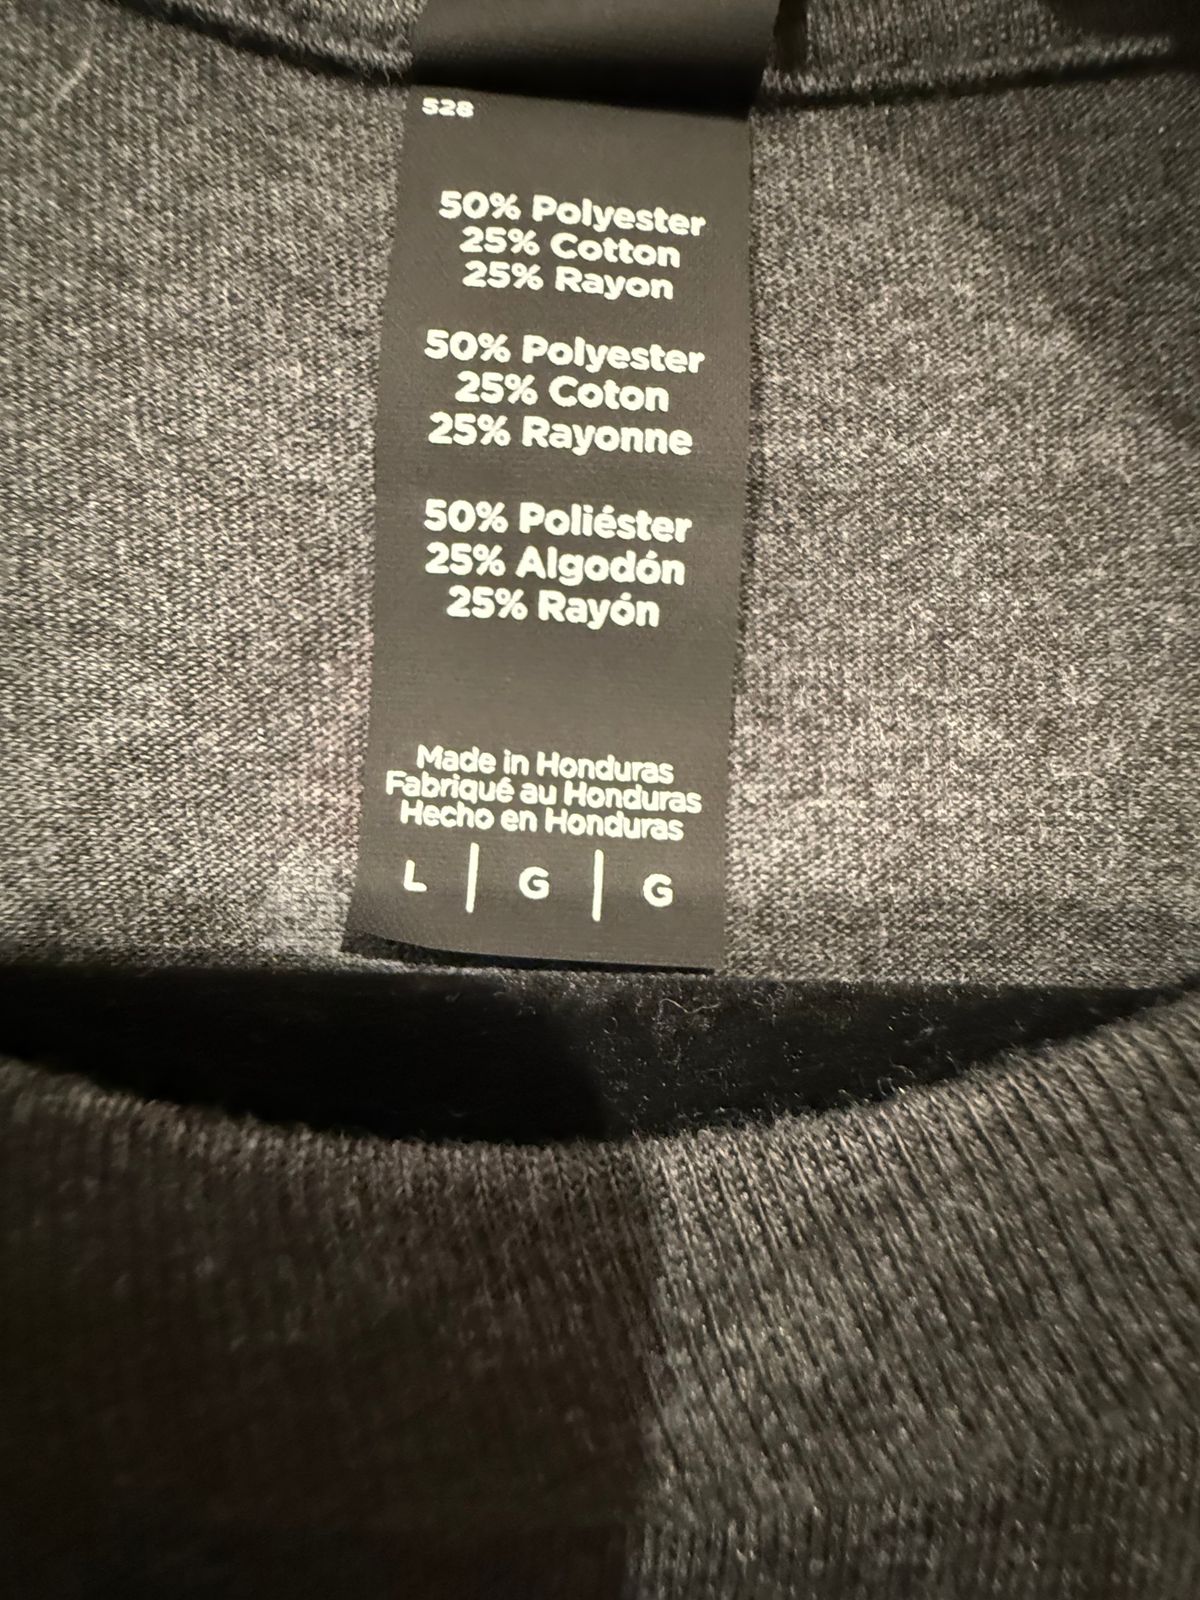 528
50% Polyester
25% Cotton
25% Rayon
50% Polyester
25% Coton
25% Rayonne
50% Poliéster
25% Algodón
25% Rayón
Made in Honduras
Fabriqué au Honduras
Hecho en Honduras
L | G | G